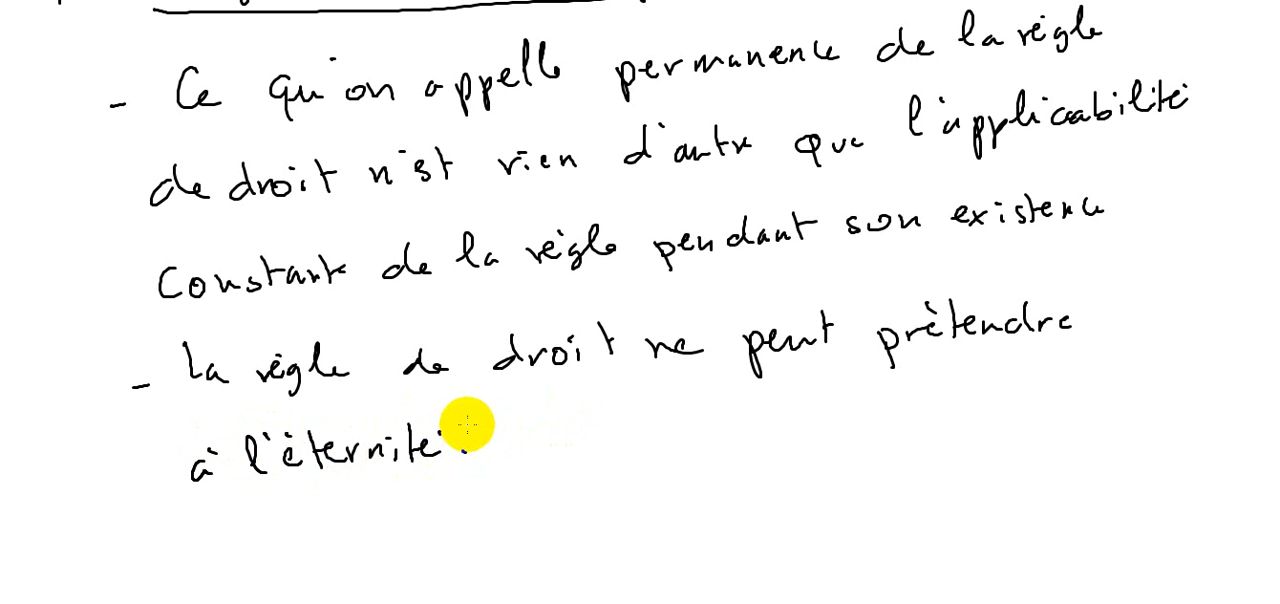 - Ce qu'on appelle permanence de la règle
de droit n'est rien d'autre que l'applicabilité
constante de la règle pendant son existence
- La règle de droit ne peut prétendre
à l'éternité.